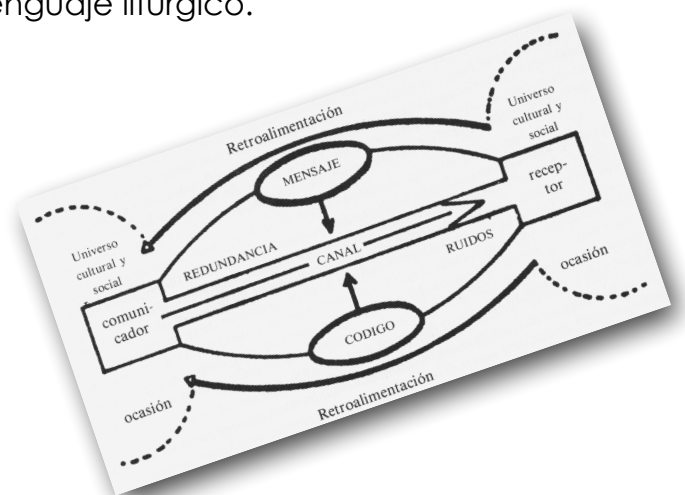 enguaje litúrgico.
Retroalimentación
Universo
cultural y
social
MENSAJE
recep-
tor
Universo
cultural y
social
REDUNDANCIA
CANAL
RUIDOS
comuni-
cador
CODIGO
ocasión
ocasión
Retroalimentación